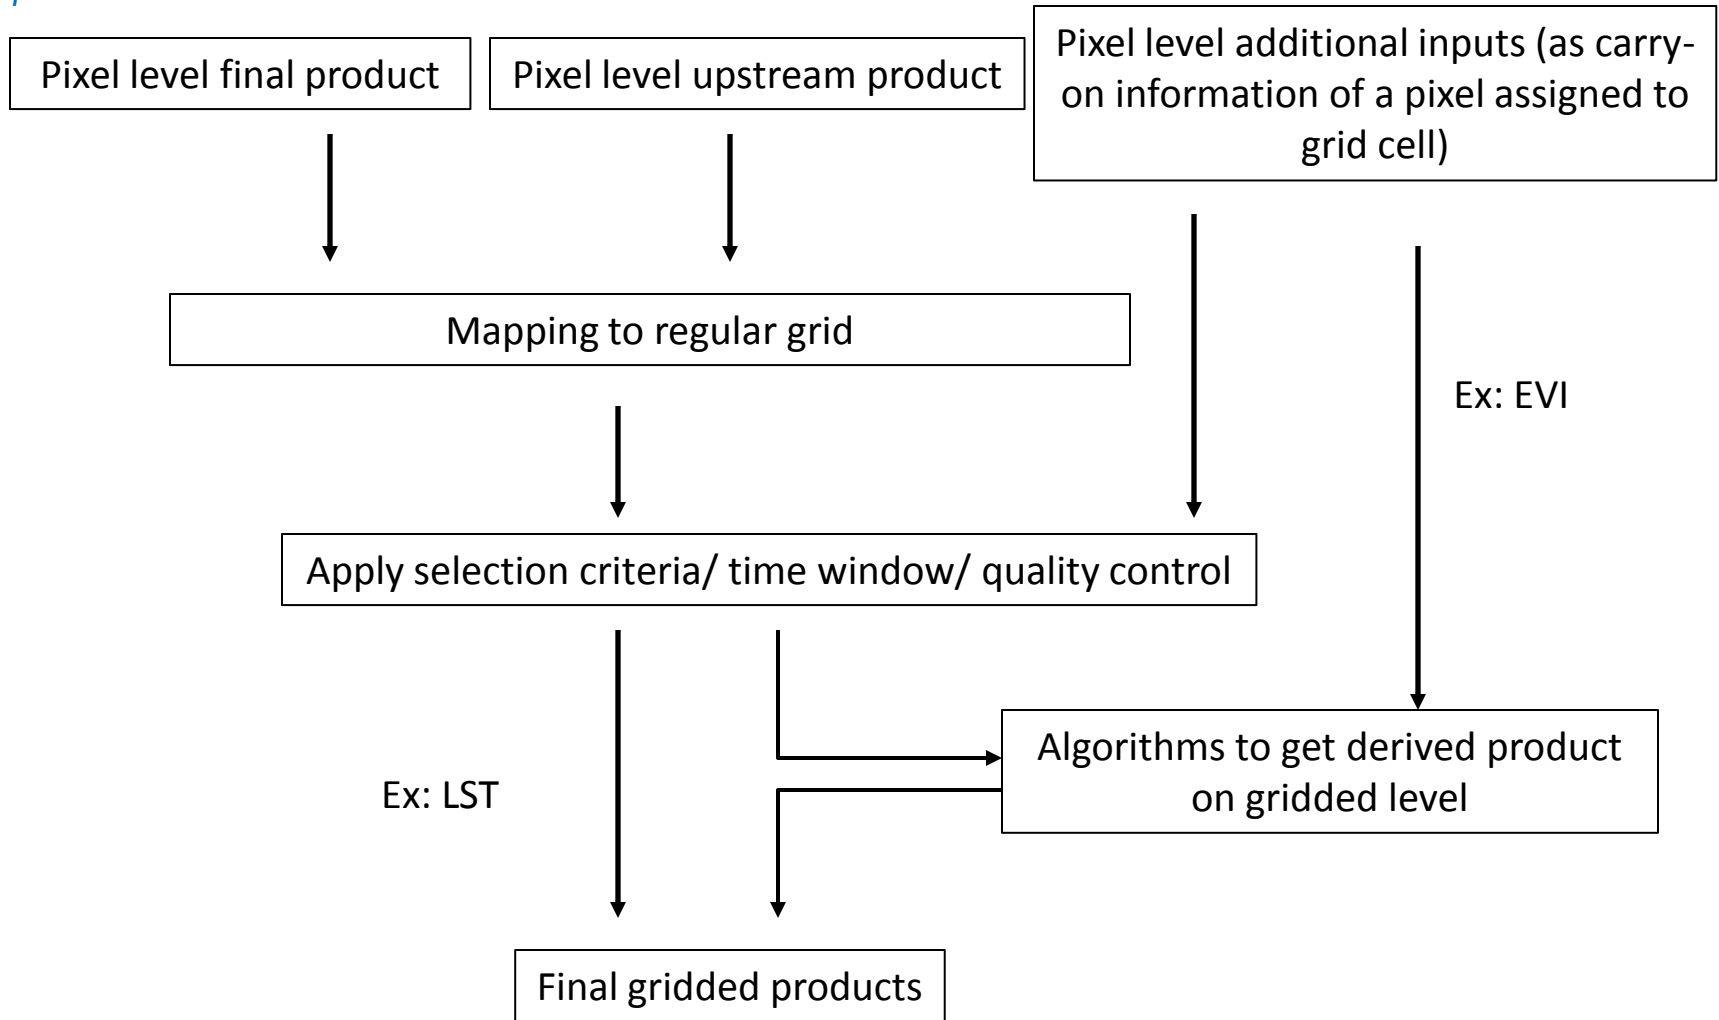 Pixel level final product
Pixel level upstream product
Pixel level additional inputs (as carry-
on information of a pixel assigned to
grid cell)
Mapping to regular grid
Ex: EVI
Apply selection criteria/ time window/ quality control
Algorithms to get derived product
on gridded level
Ex: LST
Final gridded products